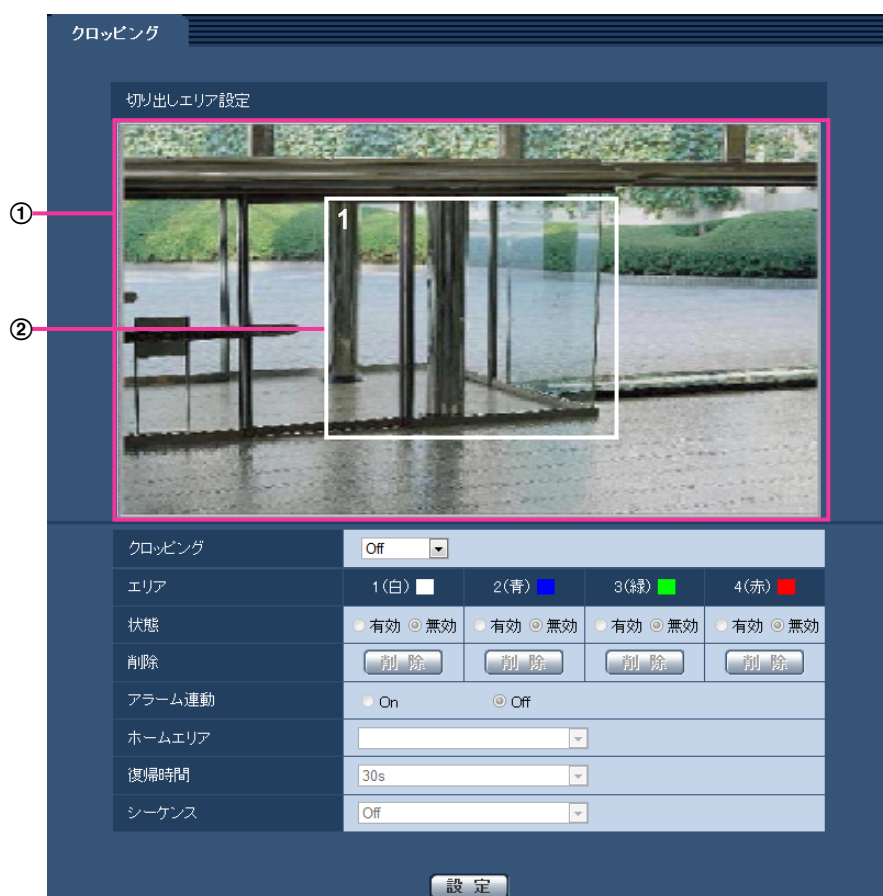 クロッピング
切り出しエリア設定
①
1
②
クロッピング Off
エリア 1(白) 2(青) 3(緑) 4(赤)
状態 有効 無効 有効 無効 有効 無効 有効 無効
削除 削 除 削 除 削 除 削 除
アラーム連動 On Off
ホームエリア
復帰時間 30s
シーケンス Off
設 定